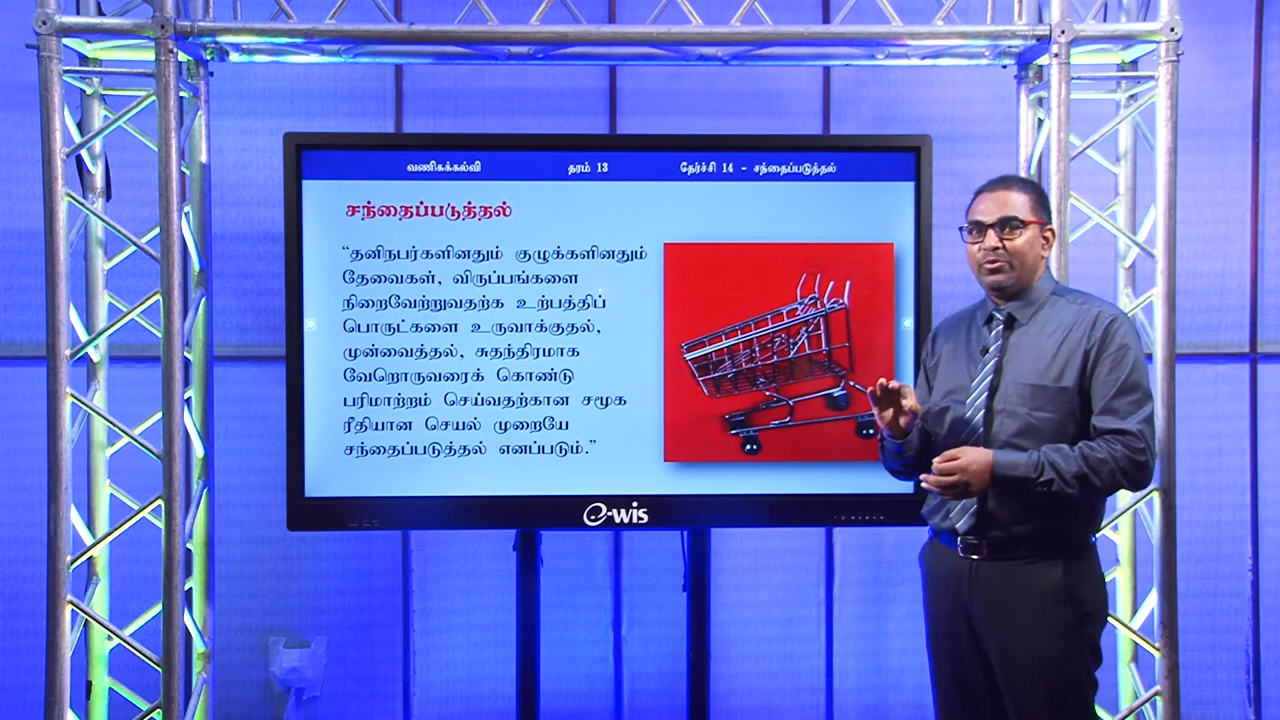 வணிகக்கல்வி தரம் 13 தேர்ச்சி 14 - சந்தைப்படுத்தல்
சந்தைப்படுத்தல்
“தனிநபர்களினதும் குழுக்களினதும்
தேவைகள், விருப்பங்களை
நிறைவேற்றுவதற்க உற்பத்திப்
பொருட்களை உருவாக்குதல்,
முன்வைத்தல், சுதந்திரமாக
வேறொருவரைக் கொண்டு
பரிமாற்றம் செய்வதற்கான சமூக
ரீதியான செயல் முறையே
சந்தைப்படுத்தல் எனப்படும்.”
e-wis